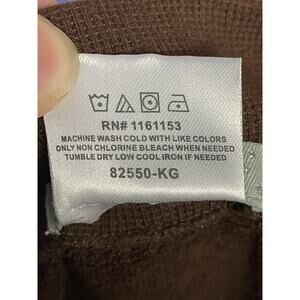 RN# 1161153
MACHINE WASH COLD WITH LIKE COLORS
ONLY NON CHLORINE BLEACH WHEN NEEDED
TUMBLE DRY LOW COOL IRON IF NEEDED
82550-KG